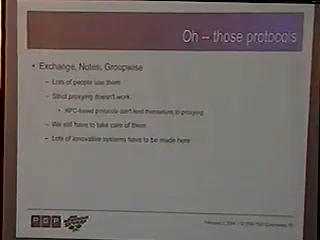 Oh – those protocols
• Exchange, Notes, Groupwise
– Lots of people use them
– Strict proxying doesn't work
• RPC-based protocols don't lend themselves to proxying
– We still have to take care of them
– Lots of innovative systems have to be made here
PGP